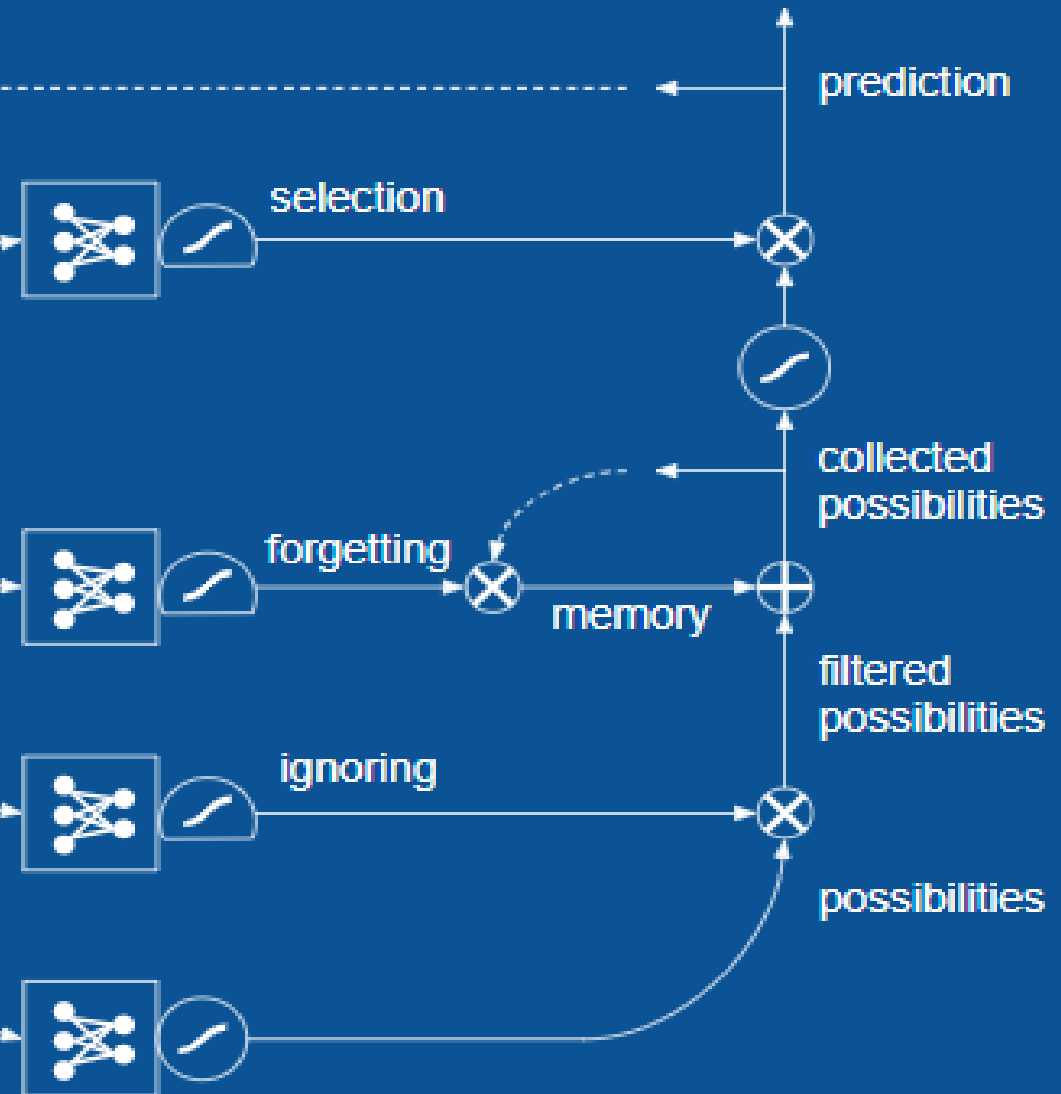 prediction
selection
collected
possibilities
forgetting
memory
filtered
possibilities
ignoring
possibilities